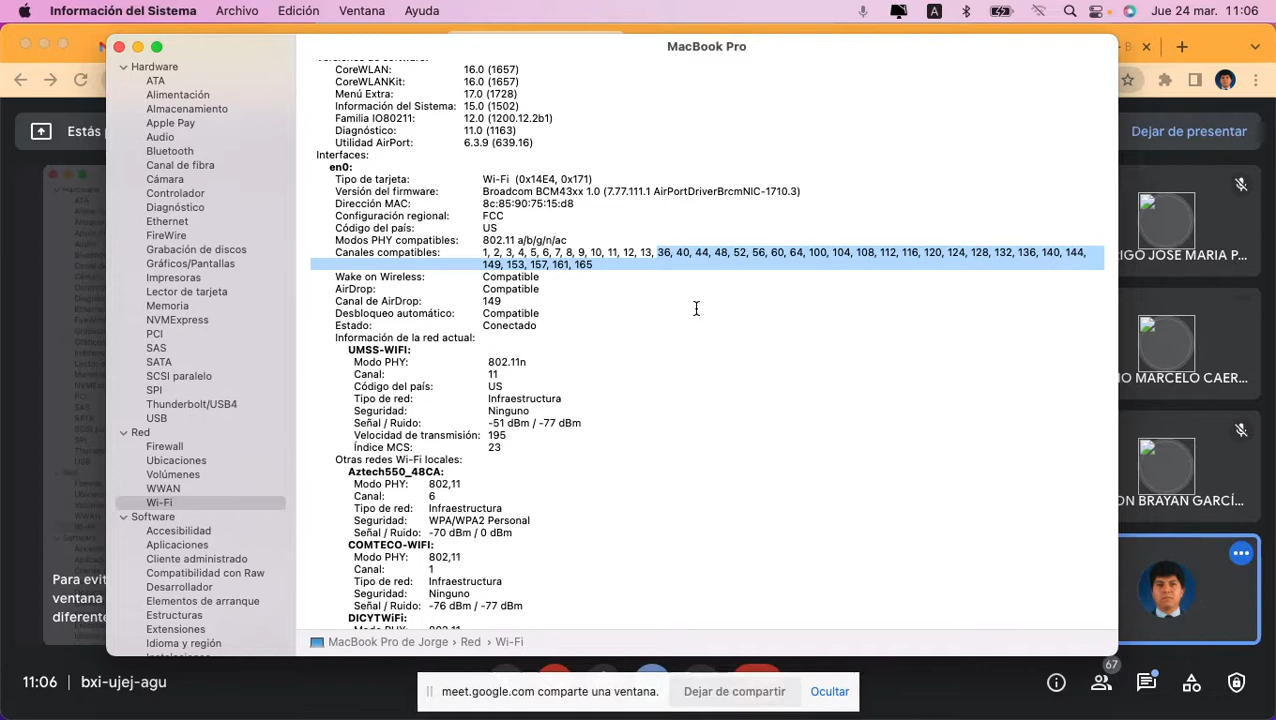 Información del Sistema Archivo Edición Ventana Ayuda
A
Jue 24 mar. 11:06
MacBook Pro
Hardware
ATA
Alimentación
Almacenamiento
Apple Pay
Audio
Bluetooth
Canal de fibra
Cámara
Controlador
Diagnóstico
Ethernet
FireWire
Grabación de discos
Gráficos/Pantallas
Impresoras
Lector de tarjeta
Memoria
NVMExpress
PCI
SAS
SATA
SCSI paralelo
SPI
Thunderbolt/USB4
USB
Red
Firewall
Ubicaciones
Volúmenes
WWAN
Wi-Fi
Software
Accesibilidad
Aplicaciones
Cliente administrado
Compatibilidad con Raw
Desarrollador
Elementos de arranque
Estructuras
Extensiones
Idioma y región
CoreWLAN: 16.0 (1657)
CoreWLANKit: 16.0 (1657)
Menú Extra: 17.0 (1728)
Información del Sistema: 15.0 (1502)
Familia IO80211: 12.0 (1200.12.2b1)
Diagnóstico: 11.0 (1163)
Utilidad AirPort: 6.3.9 (639.16)
Interfaces:
en0:
Tipo de tarjeta: Wi-Fi (0x14E4, 0x171)
Versión del firmware: Broadcom BCM43xx 1.0 (7.77.111.1 AirPortDriverBrcmNIC-1710.3)
Dirección MAC: 8c:85:90:75:15:d8
Configuración regional: FCC
Código del país: US
Modos PHY compatibles: 802.11 a/b/g/n/ac
Canales compatibles: 1, 2, 3, 4, 5, 6, 7, 8, 9, 10, 11, 12, 13, 36, 40, 44, 48, 52, 56, 60, 64, 100, 104, 108, 112, 116, 120, 124, 128, 132, 136, 140, 144,
149, 153, 157, 161, 165
Wake on Wireless: Compatible
AirDrop: Compatible
Canal de AirDrop: 149
Desbloqueo automático: Compatible
Estado: Conectado
Información de la red actual:
UMSS-WIFI:
Modo PHY: 802.11n
Canal: 11
Código del país: US
Tipo de red: Infraestructura
Seguridad: Ninguno
Señal / Ruido: -51 dBm / -77 dBm
Velocidad de transmisión: 195
Índice MCS: 23
Otras redes Wi-Fi locales:
Aztech550_48CA:
Modo PHY: 802,11
Canal: 6
Tipo de red: Infraestructura
Seguridad: WPA/WPA2 Personal
Señal / Ruido: -70 dBm / 0 dBm
COMTECO-WIFI:
Modo PHY: 802,11
Canal: 1
Tipo de red: Infraestructura
Seguridad: Ninguno
Señal / Ruido: -76 dBm / -77 dBm
DICYTWiFi:
MacBook Pro de Jorge › Red › Wi-Fi
Estás p
Dejar de presentar
RIGO JOSE MARIA P...
IO MARCELO CAER...
ON BRAYAN GARCÍ...
Para evit
ventana
diferente
11:06 bxi-ujej-agu
67
meet.google.com comparte una ventana. Dejar de compartir Ocultar